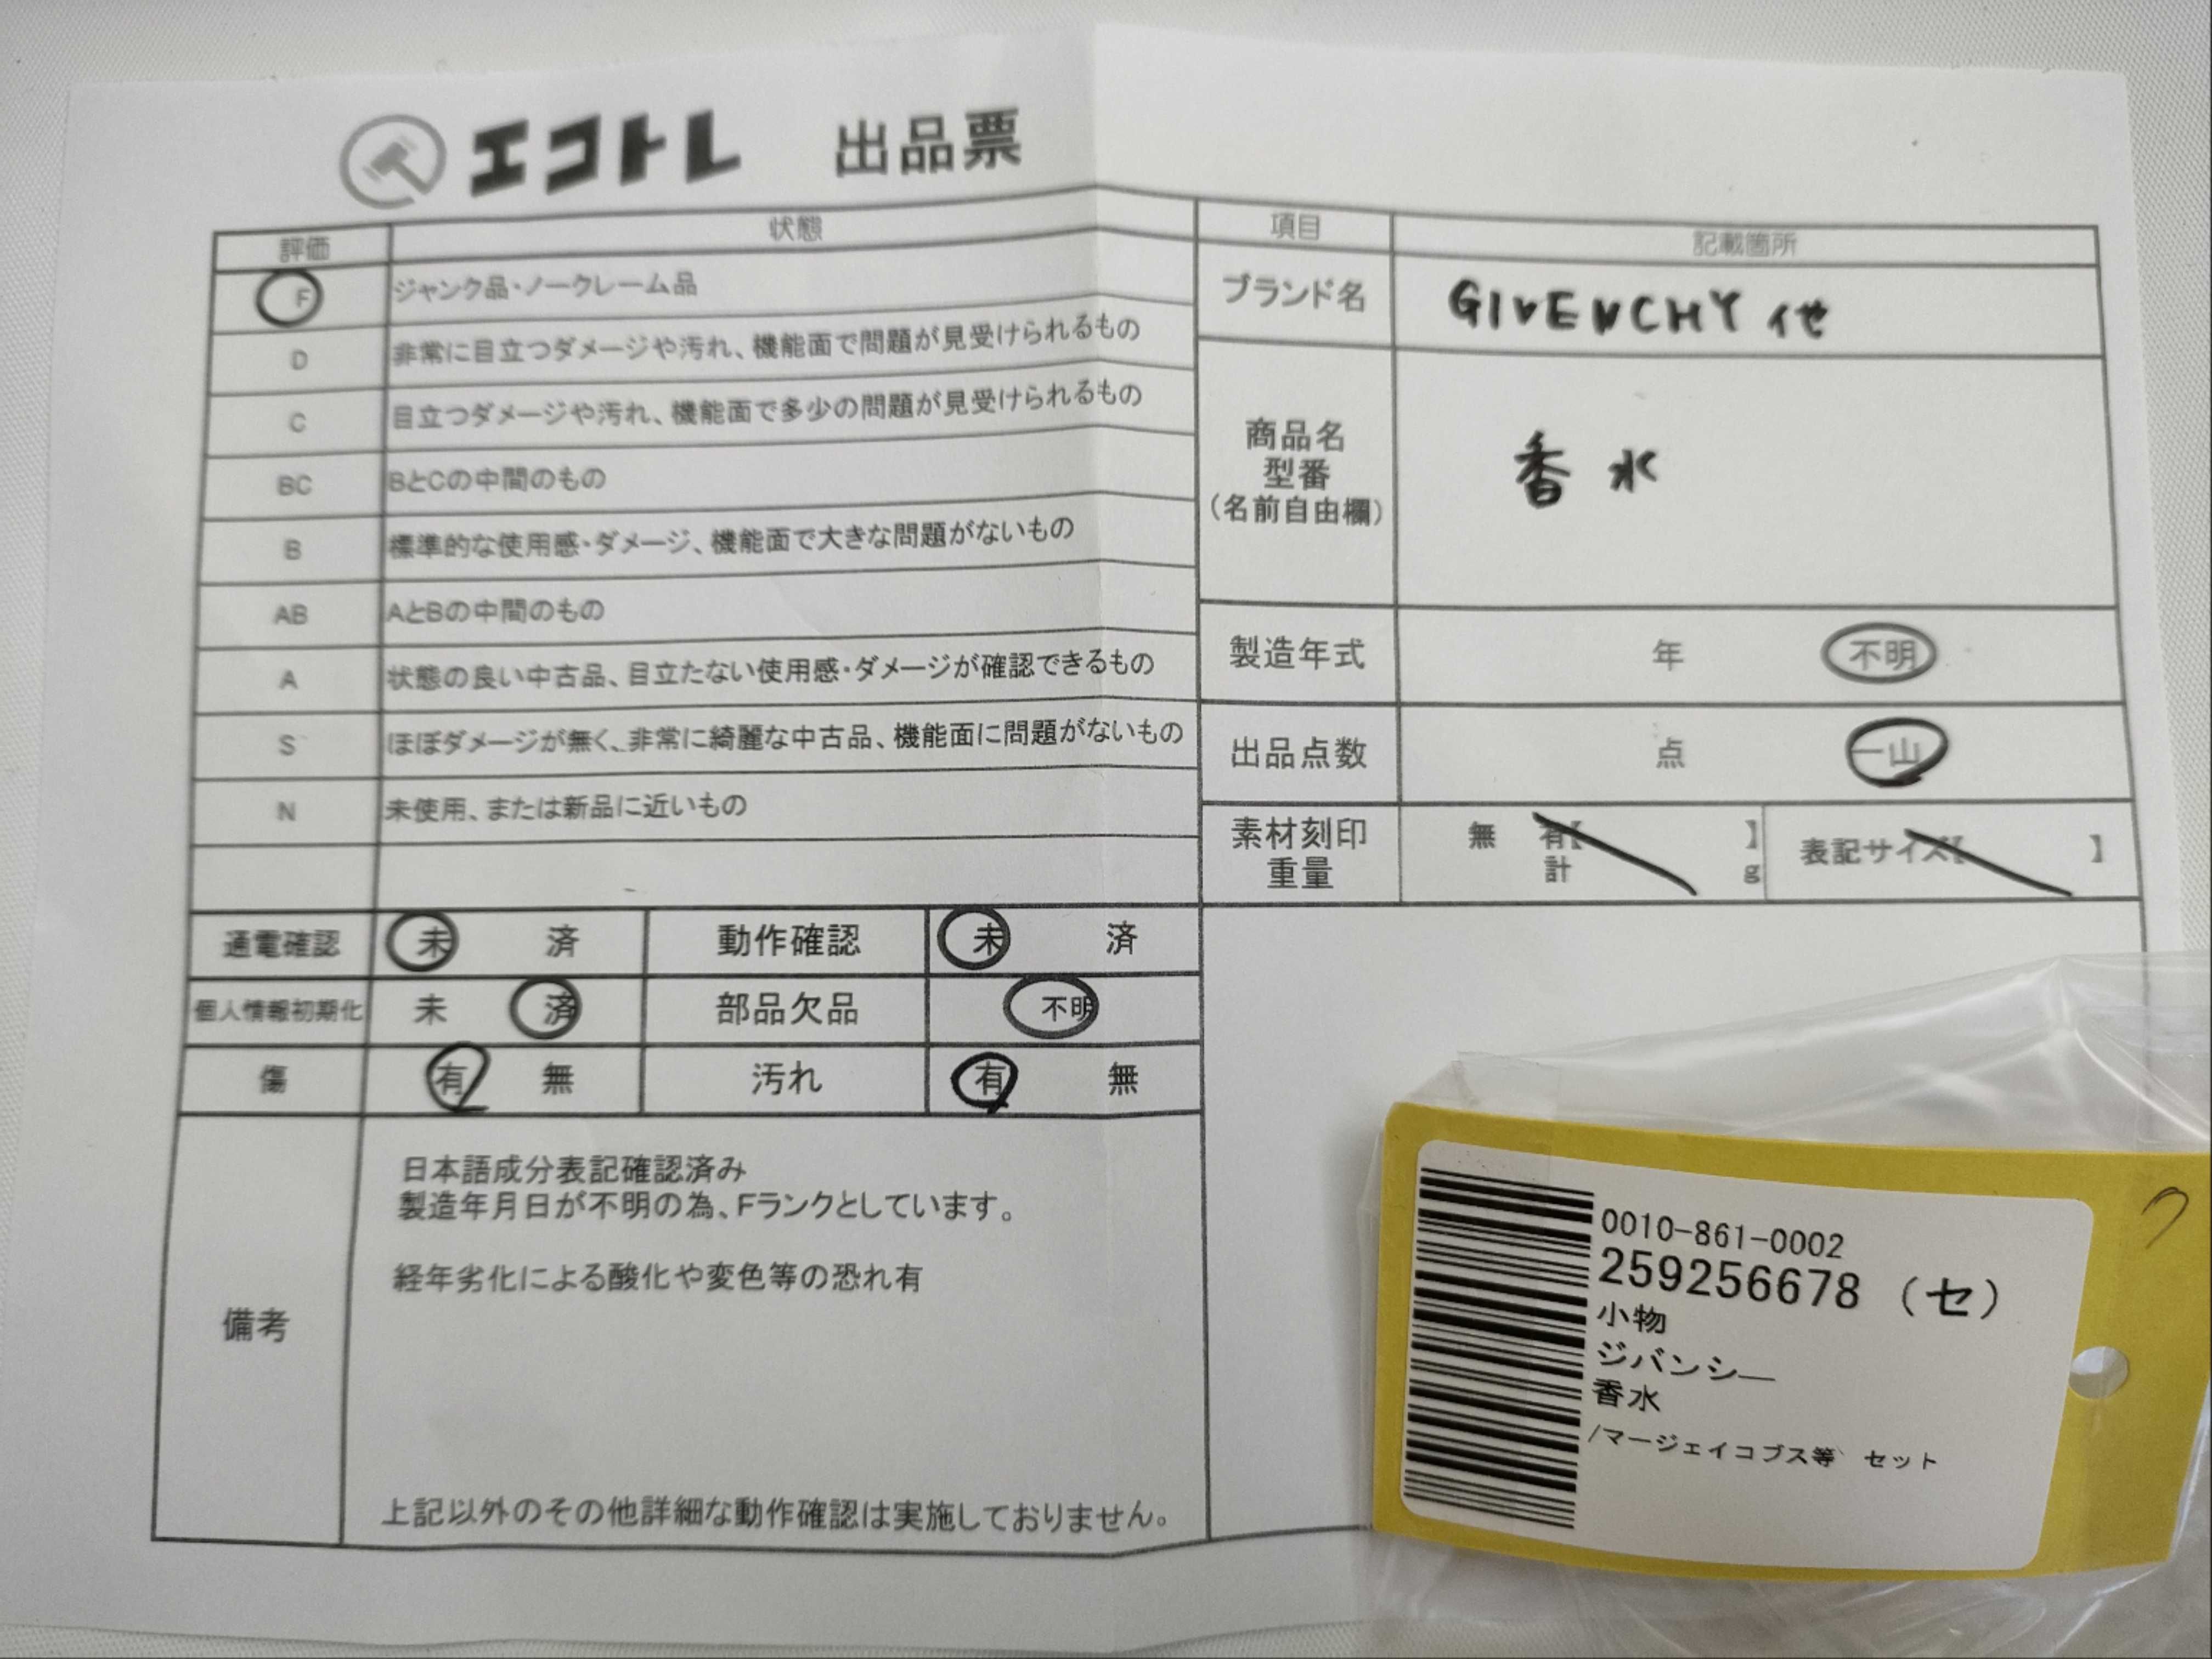 エコトレ 出品票
評価 状態
F ジャンク品・ノークレーム品
D 非常に目立つダメージや汚れ、機能面で問題が見受けられるもの
C 目立つダメージや汚れ、機能面で多少の問題が見受けられるもの
BC BとCの中間のもの
B 標準的な使用感・ダメージ、機能面で大きな問題がないもの
AB AとBの中間のもの
A 状態の良い中古品、目立たない使用感・ダメージが確認できるもの
S ほぼダメージが無く、非常に綺麗な中古品、機能面に問題がないもの
N 未使用、または新品に近いもの
項目 記載箇所
ブランド名 GIVENCHY 他
商品名
型番
(名前自由欄)
香水
製造年式 年 不明
出品点数 点 一山
素材刻印
重量
無 有【 】
計 g
表記サイズ【 】
通電確認 未 済 動作確認 未 済
個人情報初期化 未 済 部品欠品 不明
傷 有 無 汚れ 有 無
備考
日本語成分表記確認済み
製造年月日が不明の為、Fランクとしています。
経年劣化による酸化や変色等の恐れ有
上記以外のその他詳細な動作確認は実施しておりません。
0010-861-0002
259256678 (セ)
小物
ジバンシー
香水
/マージェイコブス等 セット